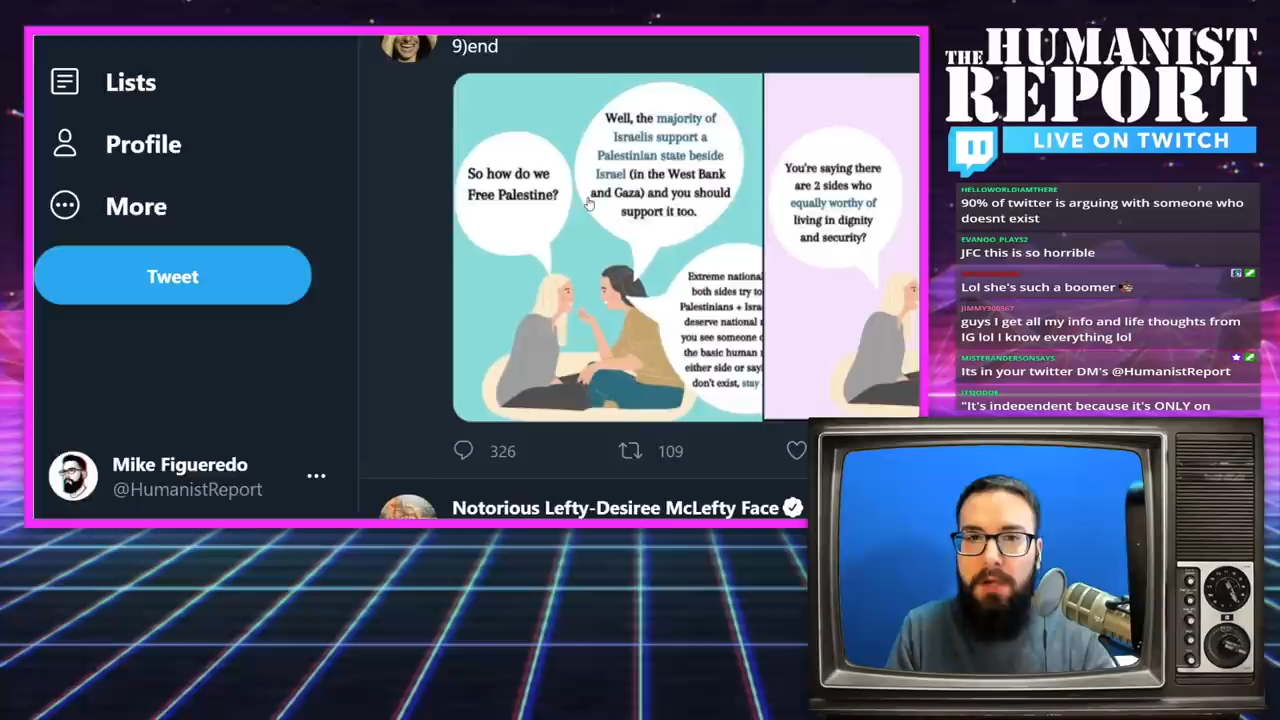 9)end
Lists
Profile
More
Tweet
Mike Figueredo
@HumanistReport
So how do we
Free Palestine?
Well, the majority of
Israelis support a
Palestinian state beside
Israel (in the West Bank
and Gaza) and you should
support it too.
Extreme national
both sides try to
Palestinians + Isra
deserve national
you see someone
the basic human
either side or say
don't exist, stay
You're saying there
are 2 sides who
equally worthy of
living in dignity
and security?
326
109
Notorious Lefty-Desiree McLefty Face
THE HUMANIST
REPORT
LIVE ON TWITCH
HELLOWORLDIAMTHERE
90% of twitter is arguing with someone who
doesnt exist
EVANOO PLAYS2
JFC this is so horrible
Lol she's such a boomer
guys I get all my info and life thoughts from
IG lol I know everything lol
MISTERANDERSONSAYS
Its in your twitter DM's @HumanistReport
"It's independent because it's ONLY on